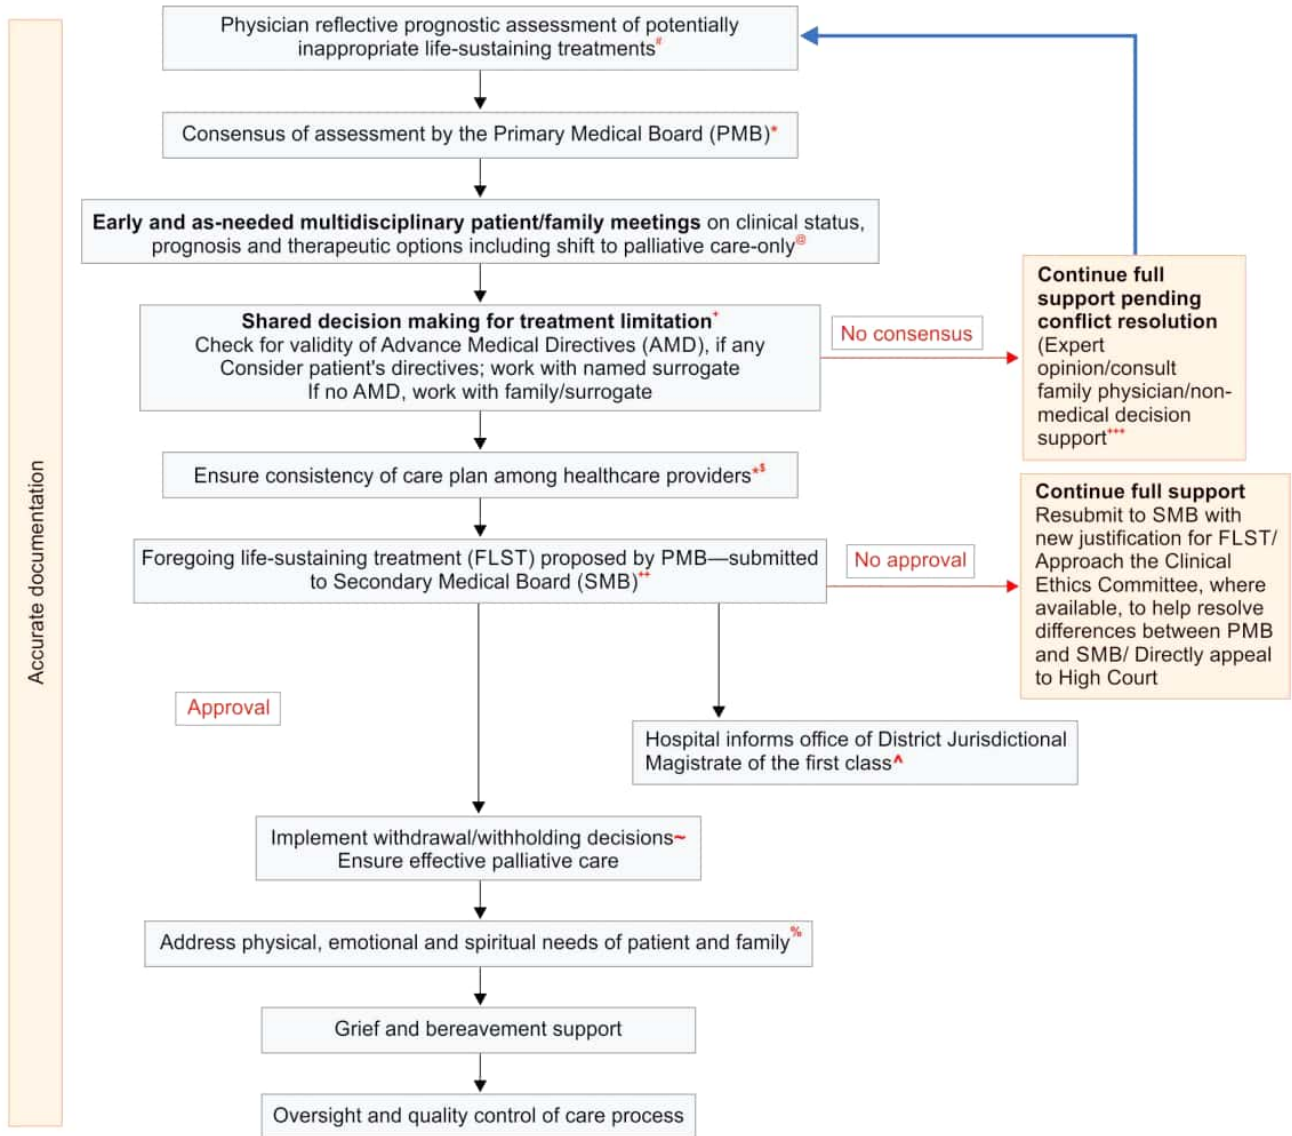 Accurate documentation
Physician reflective prognostic assessment of potentially
inappropriate life-sustaining treatments#
Consensus of assessment by the Primary Medical Board (PMB)*
Early and as-needed multidisciplinary patient/family meetings on clinical status,
prognosis and therapeutic options including shift to palliative care-only@
Shared decision making for treatment limitation+
Check for validity of Advance Medical Directives (AMD), if any
Consider patient's directives; work with named surrogate
If no AMD, work with family/surrogate
No consensus
Continue full
support pending
conflict resolution
(Expert
opinion/consult
family physician/non-
medical decision
support+++
Ensure consistency of care plan among healthcare providers*$
Foregoing life-sustaining treatment (FLST) proposed by PMB—submitted
to Secondary Medical Board (SMB)++
No approval
Continue full support
Resubmit to SMB with
new justification for FLST/
Approach the Clinical
Ethics Committee, where
available, to help resolve
differences between PMB
and SMB/ Directly appeal
to High Court
Approval
Hospital informs office of District Jurisdictional
Magistrate of the first class^
Implement withdrawal/withholding decisions~
Ensure effective palliative care
Address physical, emotional and spiritual needs of patient and family%
Grief and bereavement support
Oversight and quality control of care process